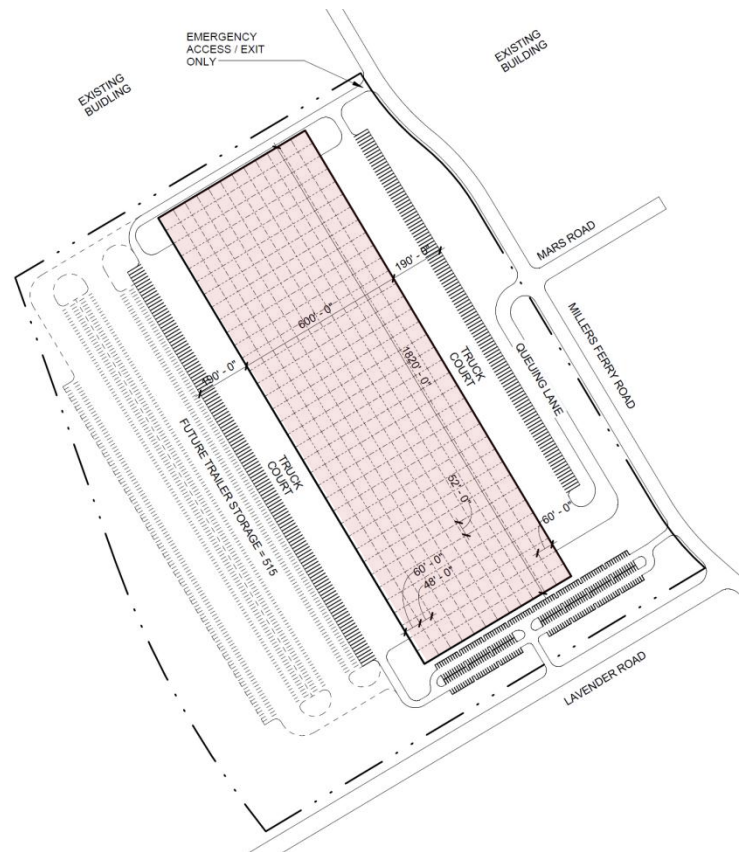 EMERGENCY
ACCESS / EXIT
ONLY
EXISTING
BUIDLING
EXISTING
BUILDING
MARS ROAD
190' - 0"
600' - 0"
190' - 0"
1820' - 0"
TRUCK
COURT
QUEUING LANE
MILLERS FERRY ROAD
FUTURE TRAILER STORAGE = 515
TRUCK
COURT
52' - 0"
60' - 0"
60' - 0"
48' - 0"
LAVENDER ROAD